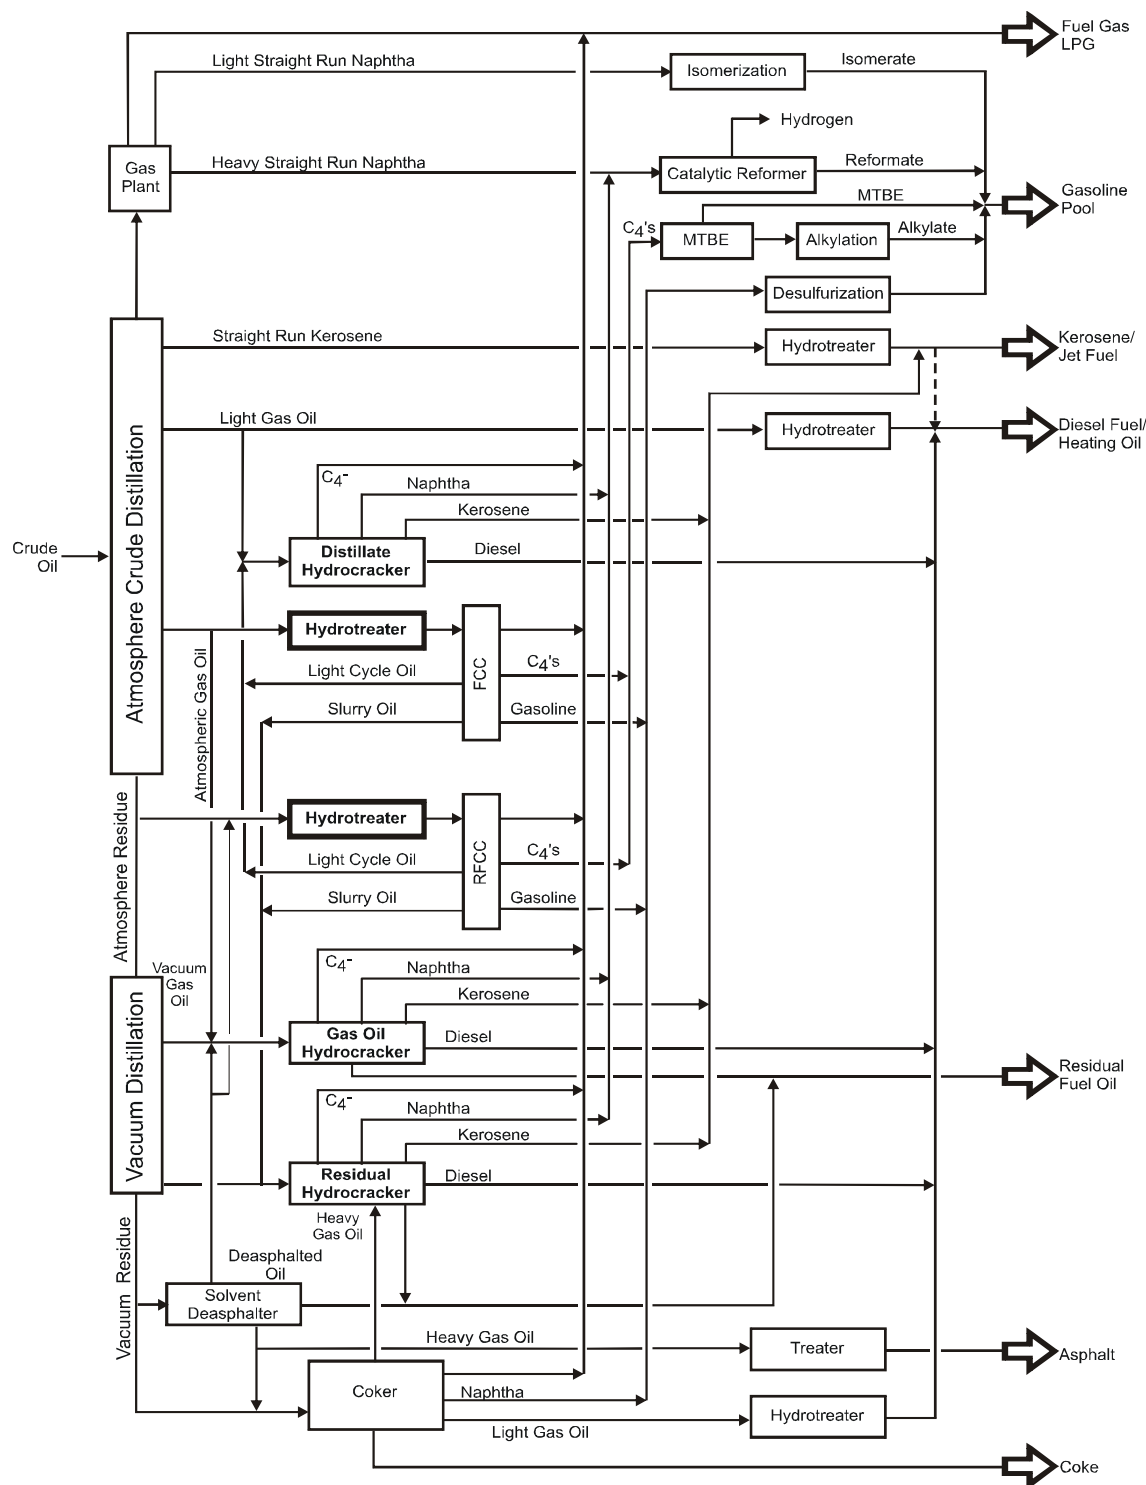 Fuel Gas
LPG
Light Straight Run Naphtha
Isomerization
Isomerate
Hydrogen
Gas
Plant
Heavy Straight Run Naphtha
Catalytic Reformer
Reformate
MTBE
Gasoline
Pool
C4's
MTBE
Alkylation
Alkylate
Desulfurization
Straight Run Kerosene
Hydrotreater
Kerosene/
Jet Fuel
Light Gas Oil
Hydrotreater
Diesel Fuel/
Heating Oil
Atmosphere Crude Distillation
C4-
Naphtha
Kerosene
Crude
Oil
Distillate
Hydrocracker
Diesel
Hydrotreater
FCC
Atmospheric Gas Oil
Light Cycle Oil
C4's
Slurry Oil
Gasoline
Atmosphere Residue
Hydrotreater
RFCC
Light Cycle Oil
C4's
Slurry Oil
Gasoline
Vacuum
Gas
Oil
C4-
Naphtha
Kerosene
Vacuum Distillation
Gas Oil
Hydrocracker
Diesel
Residual
Fuel Oil
C4-
Naphtha
Kerosene
Residual
Hydrocracker
Diesel
Heavy
Gas Oil
Vacuum Residue
Deasphalted
Oil
Solvent
Deasphalter
Heavy Gas Oil
Treater
Asphalt
Coker
Naphtha
Light Gas Oil
Hydrotreater
Coke